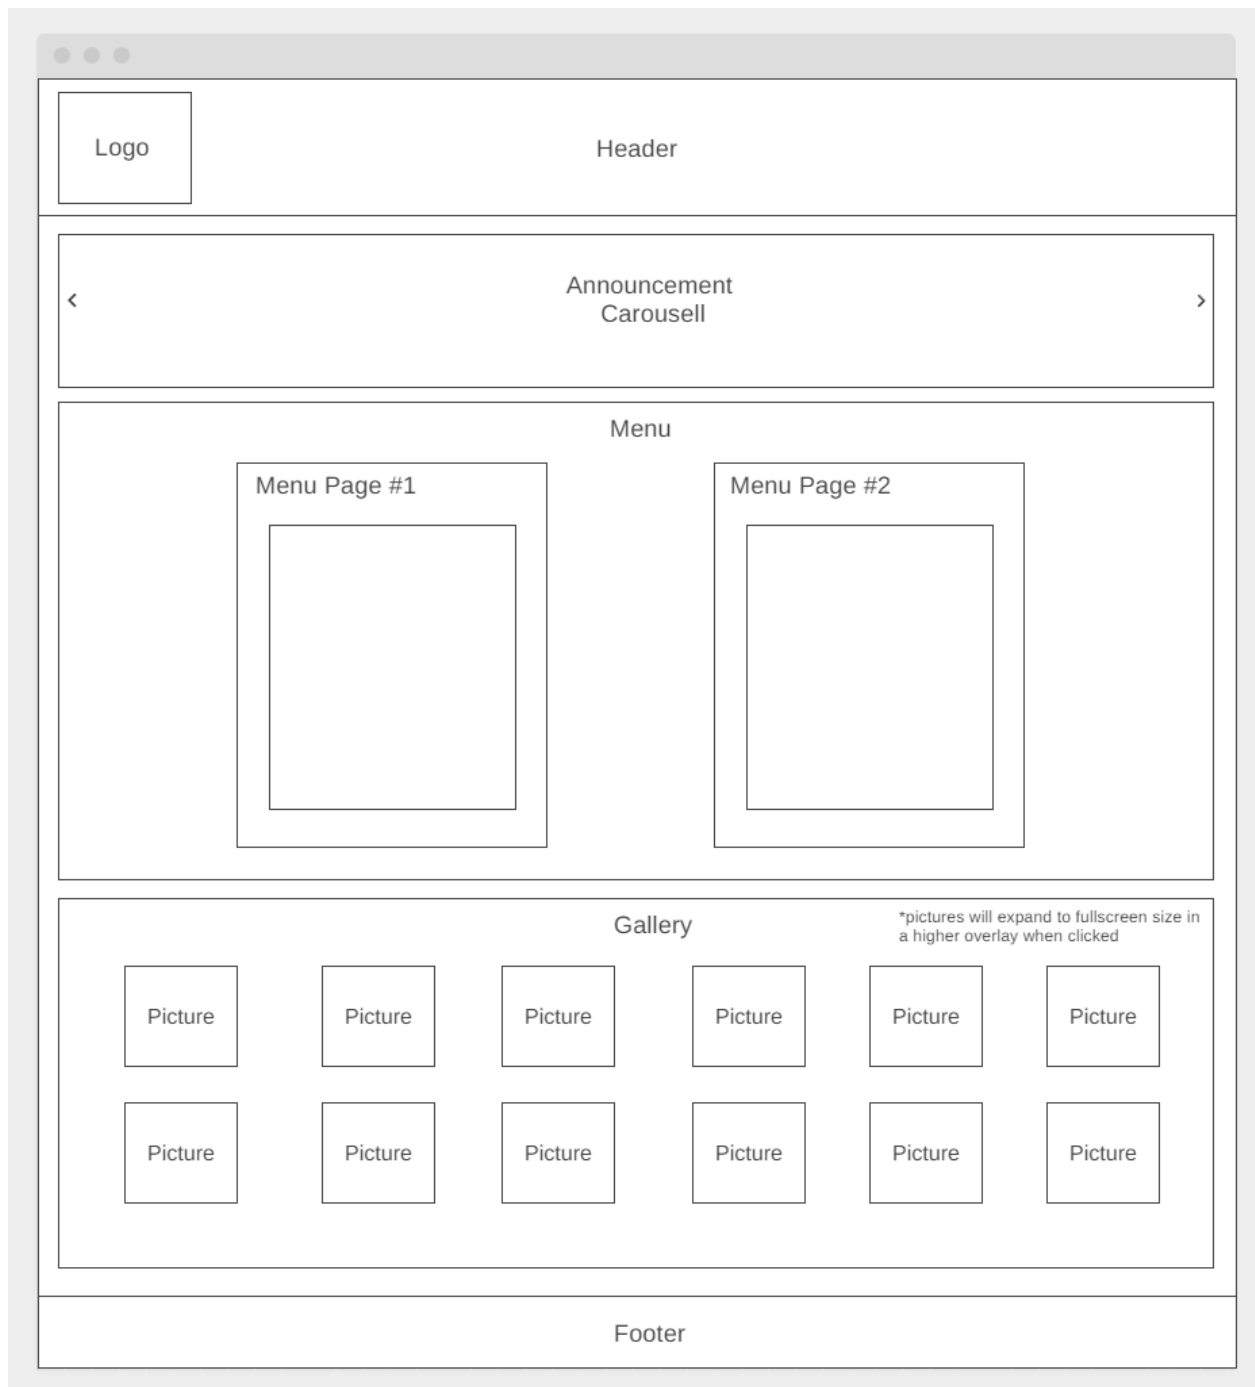 Logo
Header
Announcement
Carousell
Menu
Menu Page #1
Menu Page #2
Gallery
*pictures will expand to fullscreen size in
a higher overlay when clicked
Picture
Picture
Picture
Picture
Picture
Picture
Picture
Picture
Picture
Picture
Picture
Picture
Footer